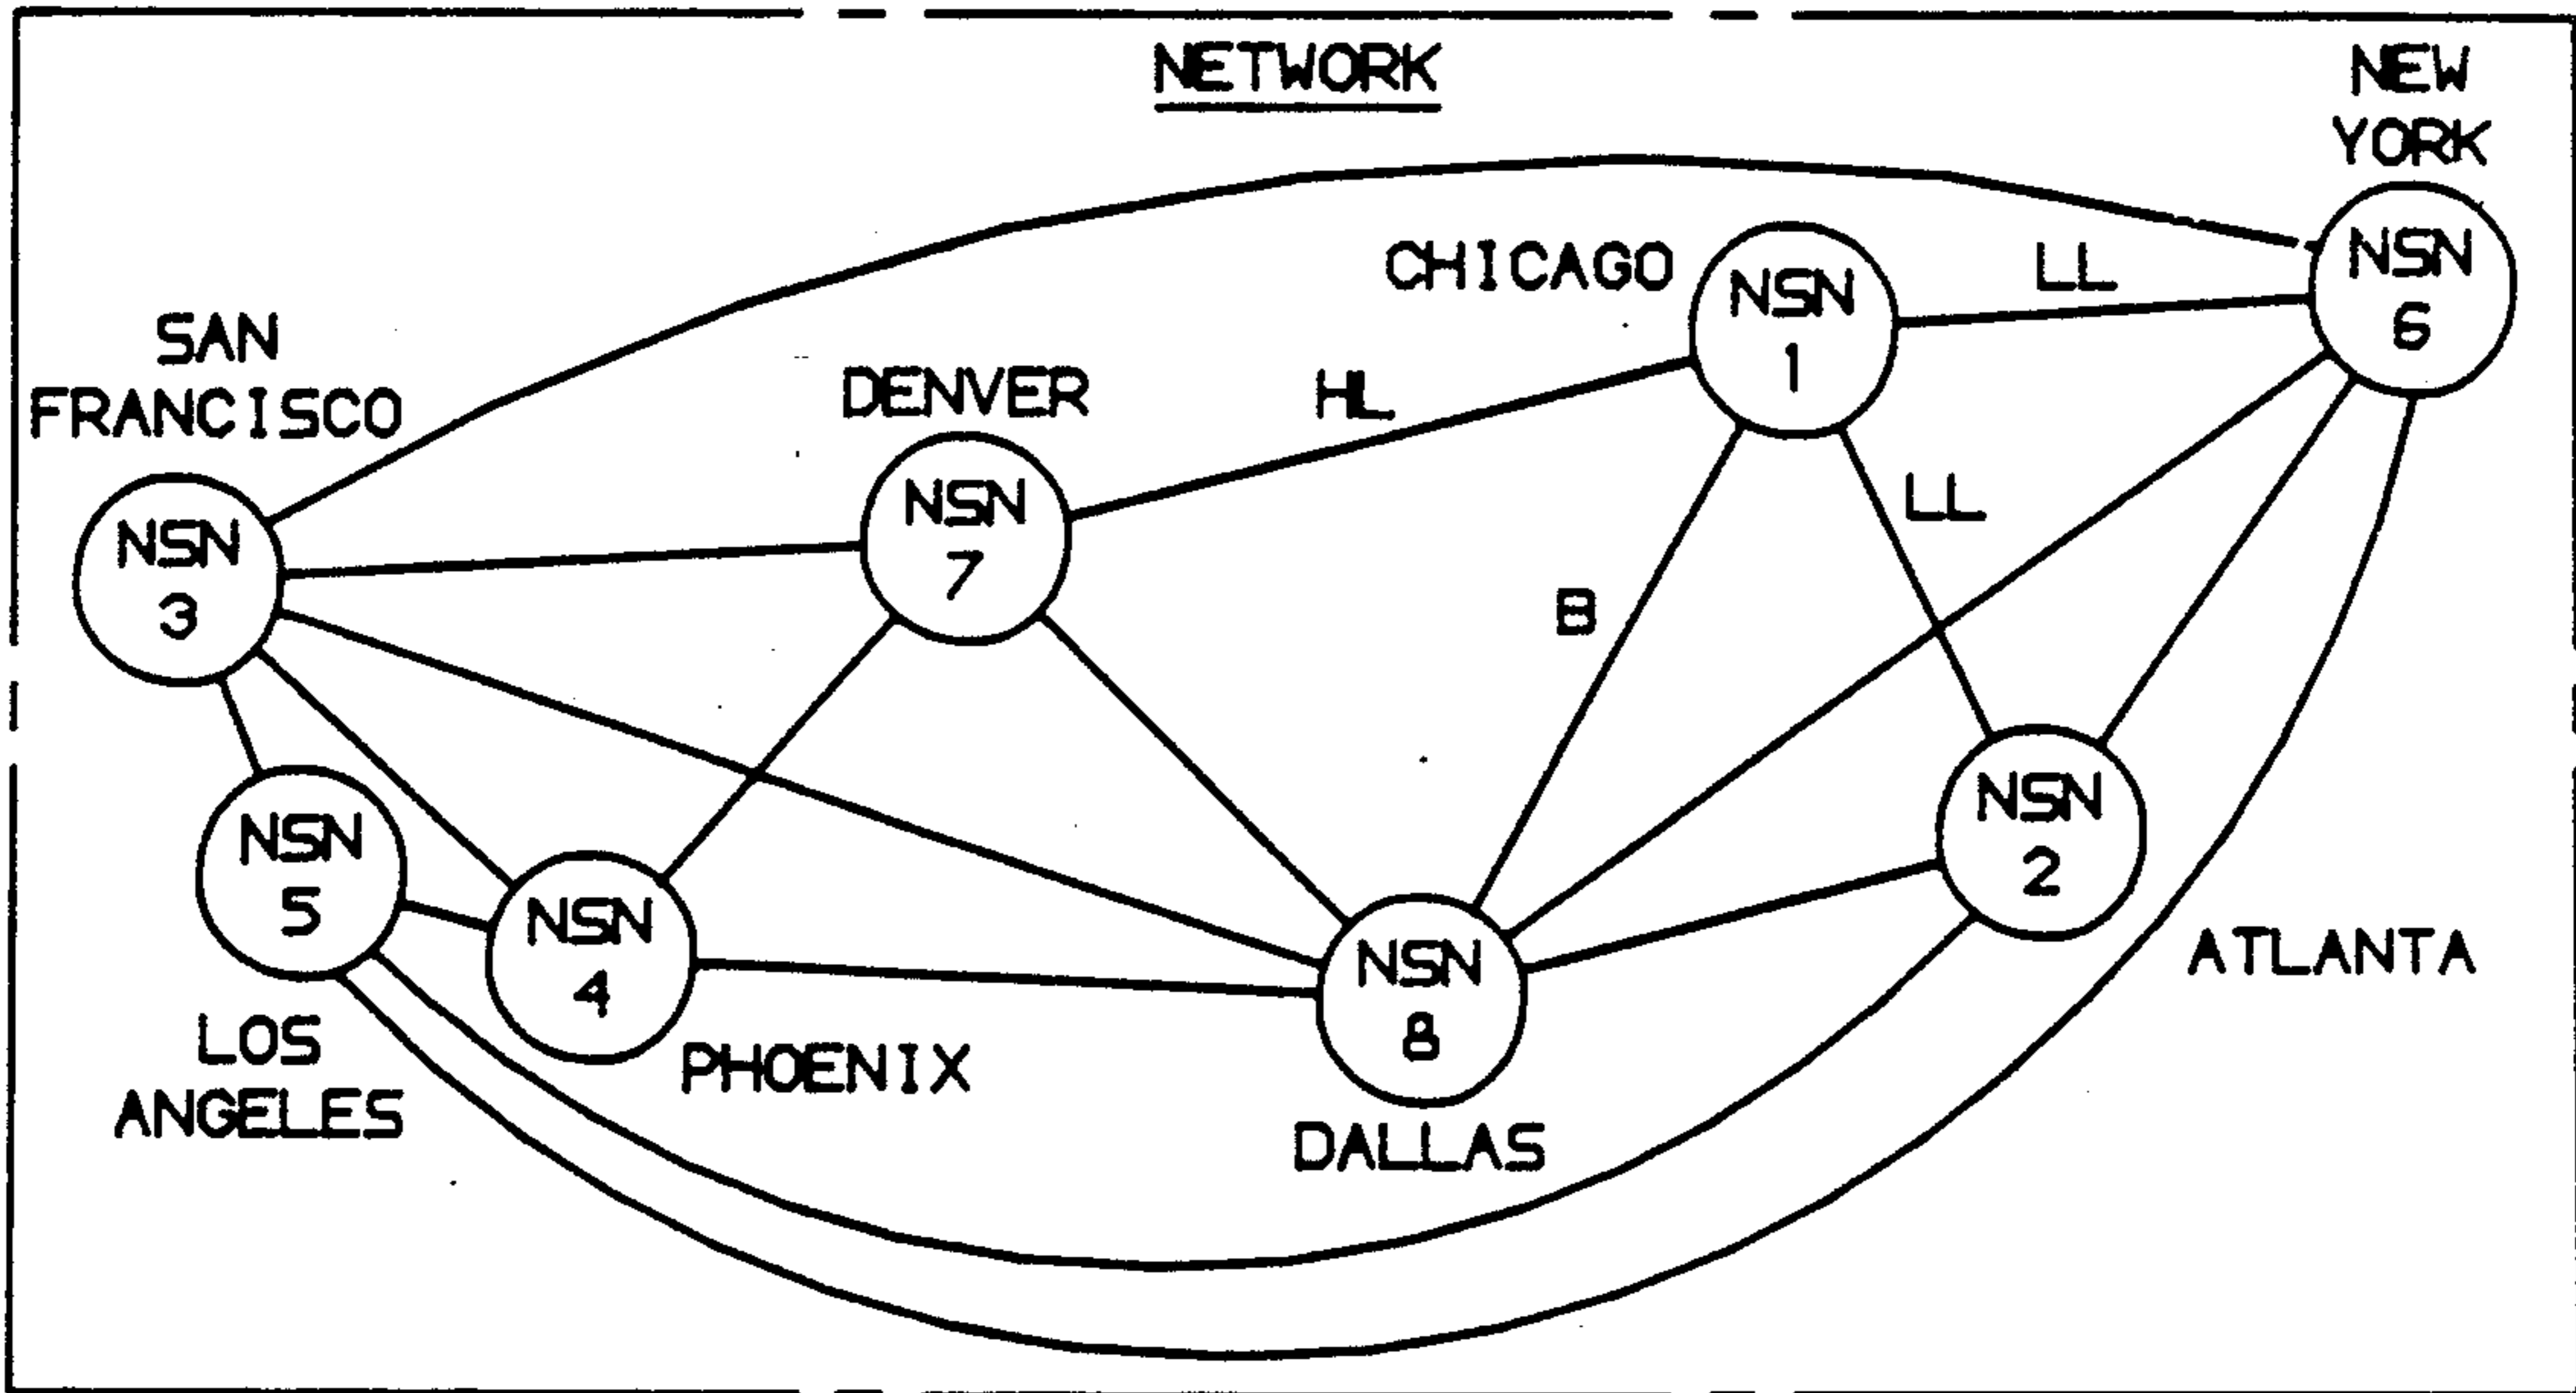 NETWORK
NEW
YORK
NSN
6
CHICAGO
NSN
1
LL
SAN
FRANCISCO
DENVER
HL
NSN
3
NSN
7
LL
B
NSN
5
NSN
4
NSN
8
NSN
2
ATLANTA
LOS
ANGELES
PHOENIX
DALLAS